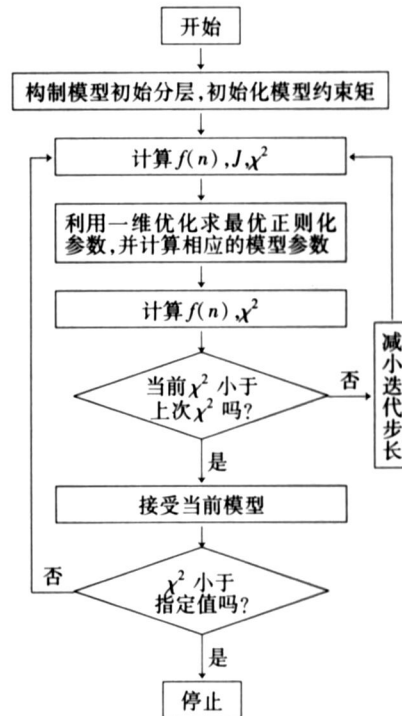 开始
构制模型初始分层,初始化模型约束矩
计算f(n),J,χ²
利用一维优化求最优正则化
参数,并计算相应的模型参数
计算f(n),χ²
当前χ²小于
上次χ²吗?
否
减小迭代步长
是
接受当前模型
χ²小于
指定值吗?
否
是
停止